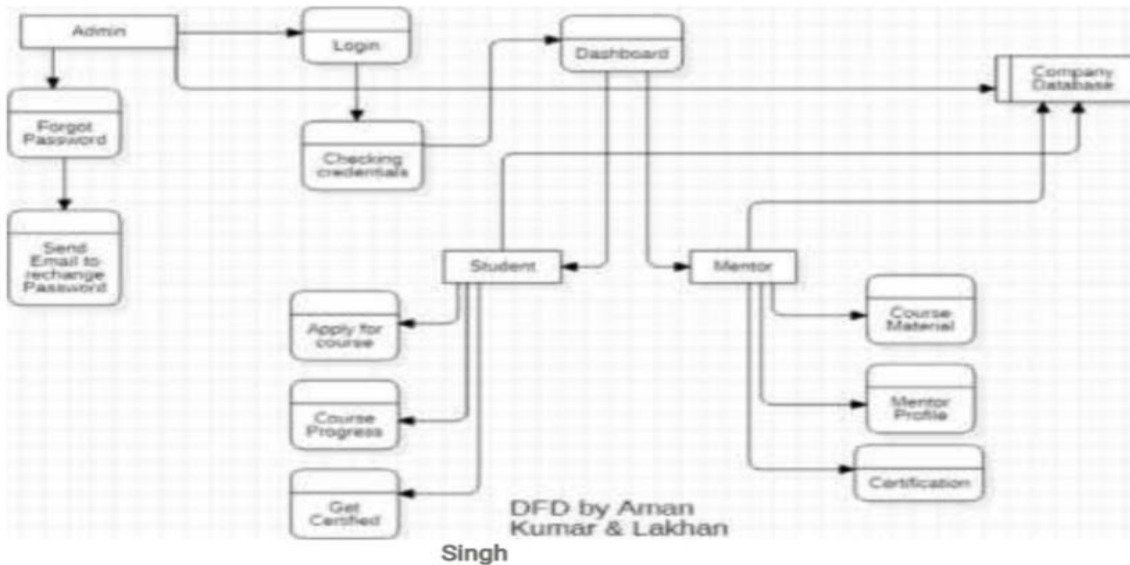 Admin
Login
Dashboard
Company
Database
Forgot
Password
Checking
credentials
Send
Email to
rechange
Password
Student
Mentor
Apply for
course
Course
Material
Course
Progress
Mentor
Profile
Get
Certified
Certification
DFD by Aman
Kumar & Lakhan
Singh